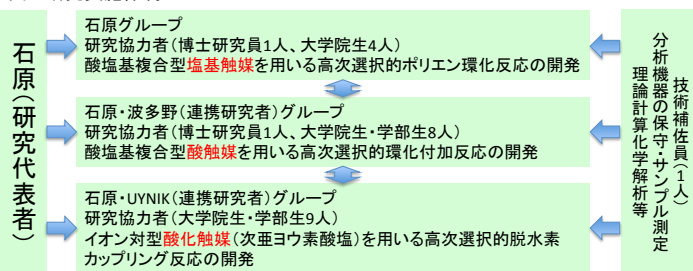 石原(研究代表者)
石原グループ
研究協力者(博士研究員1人、大学院生4人)
酸塩基複合型塩基触媒を用いる高次選択的ポリエン環化反応の開発
石原・波多野(連携研究者)グループ
研究協力者(博士研究員1人、大学院生・学部生8人)
酸塩基複合型酸触媒を用いる高次選択的環化付加反応の開発
石原・UYNIK(連携研究者)グループ
研究協力者(大学院生・学部生9人)
イオン対型酸化触媒(次亜ヨウ素酸塩)を用いる高次選択的脱水素
カップリング反応の開発
技術補佐員(1人)
分析機器の保守・サンプル測定
理論計算化学解析等